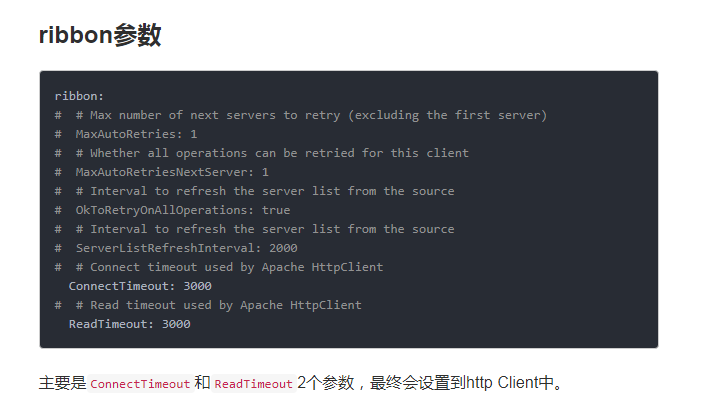 ribbon参数
ribbon:
#  # Max number of next servers to retry (excluding the first server)
#  MaxAutoRetries: 1
#  # Whether all operations can be retried for this client
#  MaxAutoRetriesNextServer: 1
#  # Interval to refresh the server list from the source
#  OkToRetryOnAllOperations: true
#  # Interval to refresh the server list from the source
#  ServerListRefreshInterval: 2000
#  # Connect timeout used by Apache HttpClient
  ConnectTimeout: 3000
#  # Read timeout used by Apache HttpClient
  ReadTimeout: 3000
主要是 ConnectTimeout 和 ReadTimeout 2个参数，最终会设置到http Client中。